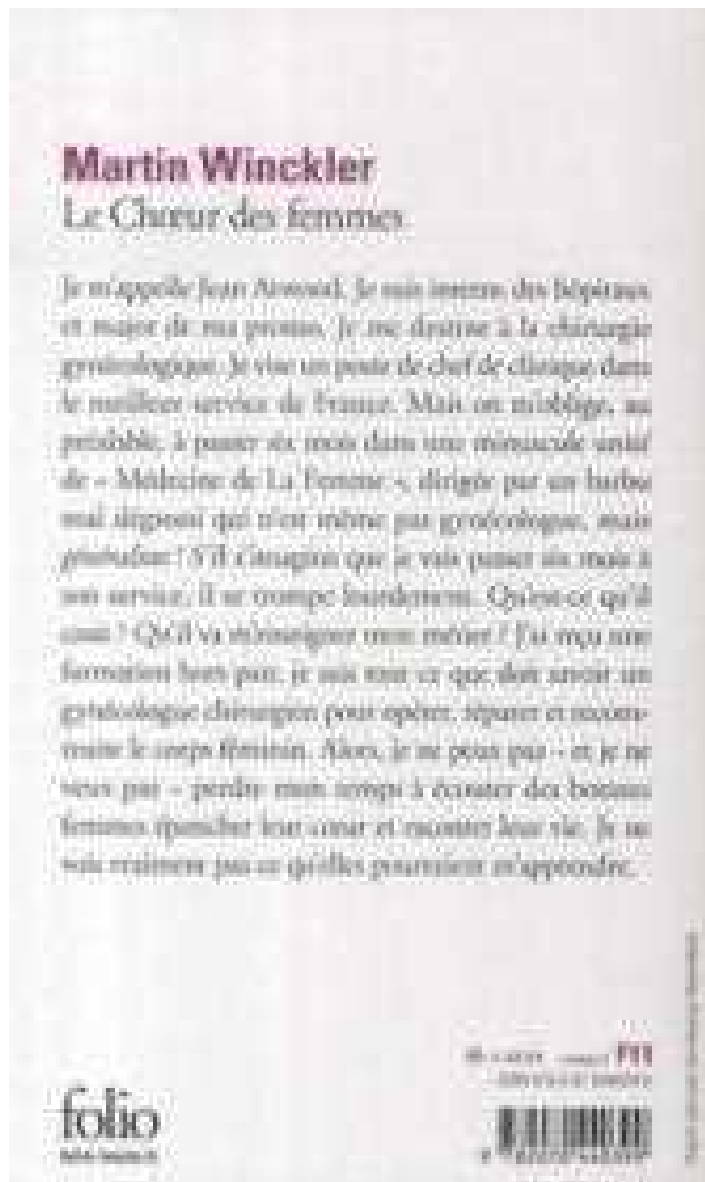 Martin Winckler
Le Chœur des femmes
Je m'appelle Jean Atwood. Je suis interne des hôpitaux
et major de ma promo. Je me destine à la chirurgie
gynécologique. Je vise un poste de chef de clinique dans
le meilleur service de France. Mais on m'oblige, au
préalable, à passer six mois dans une minuscule unité
de « Médecine de La Femme », dirigée par un barbu
mal dégrossi qui n'est même pas gynécologue, mais
généraliste ! S'il s'imagine que je vais passer six mois à
son service, il se trompe lourdement. Qu'est-ce qu'il
croit ? Qu'il va m'enseigner mon métier ? J'ai reçu une
formation hors pair, je sais tout ce que doit savoir un
gynécologue chirurgien pour opérer, réparer et recons-
truire le corps féminin. Alors, je ne peux pas – et je ne
veux pas – perdre mon temps à écouter des bonnes
femmes épancher leur cœur et raconter leur vie. Je ne
vois vraiment pas ce qu'elles pourraient m'apprendre.
folio